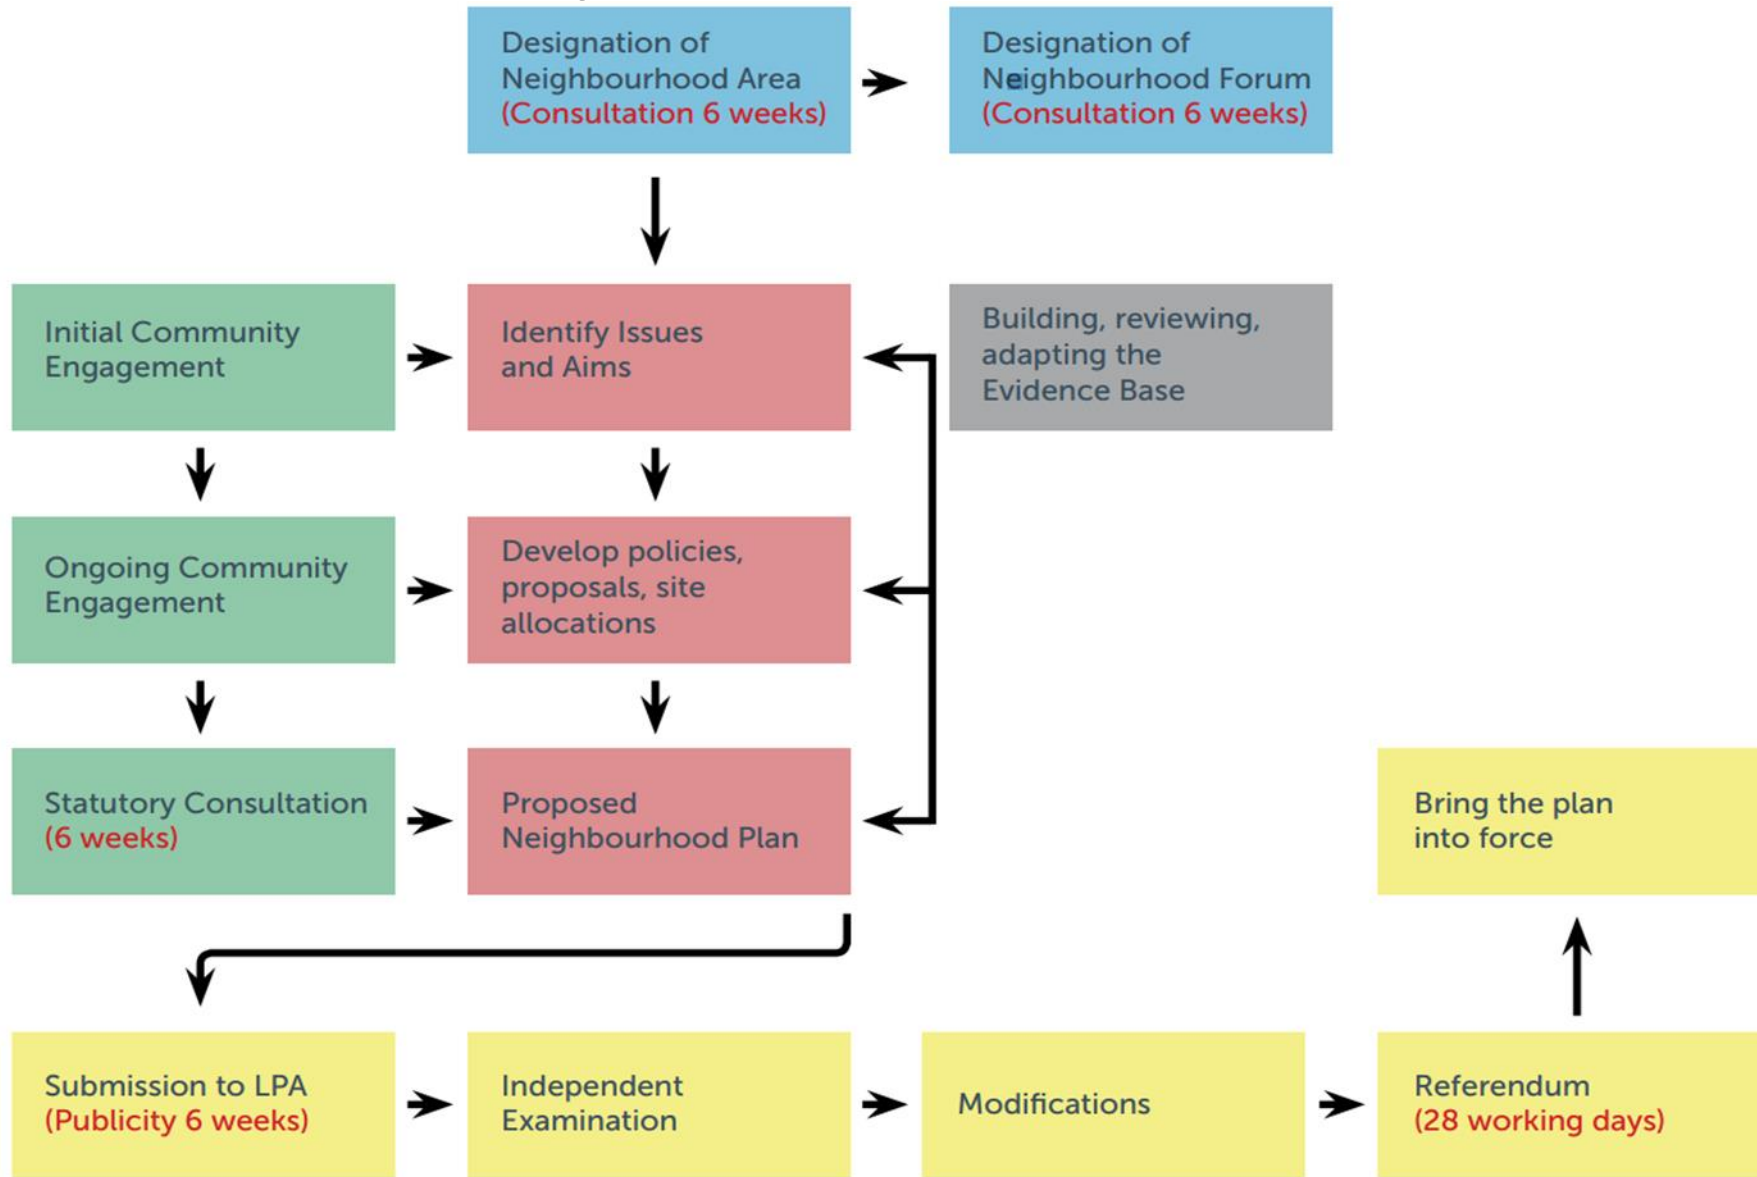 Designation of
Neighbourhood Area
(Consultation 6 weeks)
Designation of
Neighbourhood Forum
(Consultation 6 weeks)
Initial Community
Engagement
Identify Issues
and Aims
Building, reviewing,
adapting the
Evidence Base
Ongoing Community
Engagement
Develop policies,
proposals, site
allocations
Statutory Consultation
(6 weeks)
Proposed
Neighbourhood Plan
Bring the plan
into force
Submission to LPA
(Publicity 6 weeks)
Independent
Examination
Modifications
Referendum
(28 working days)